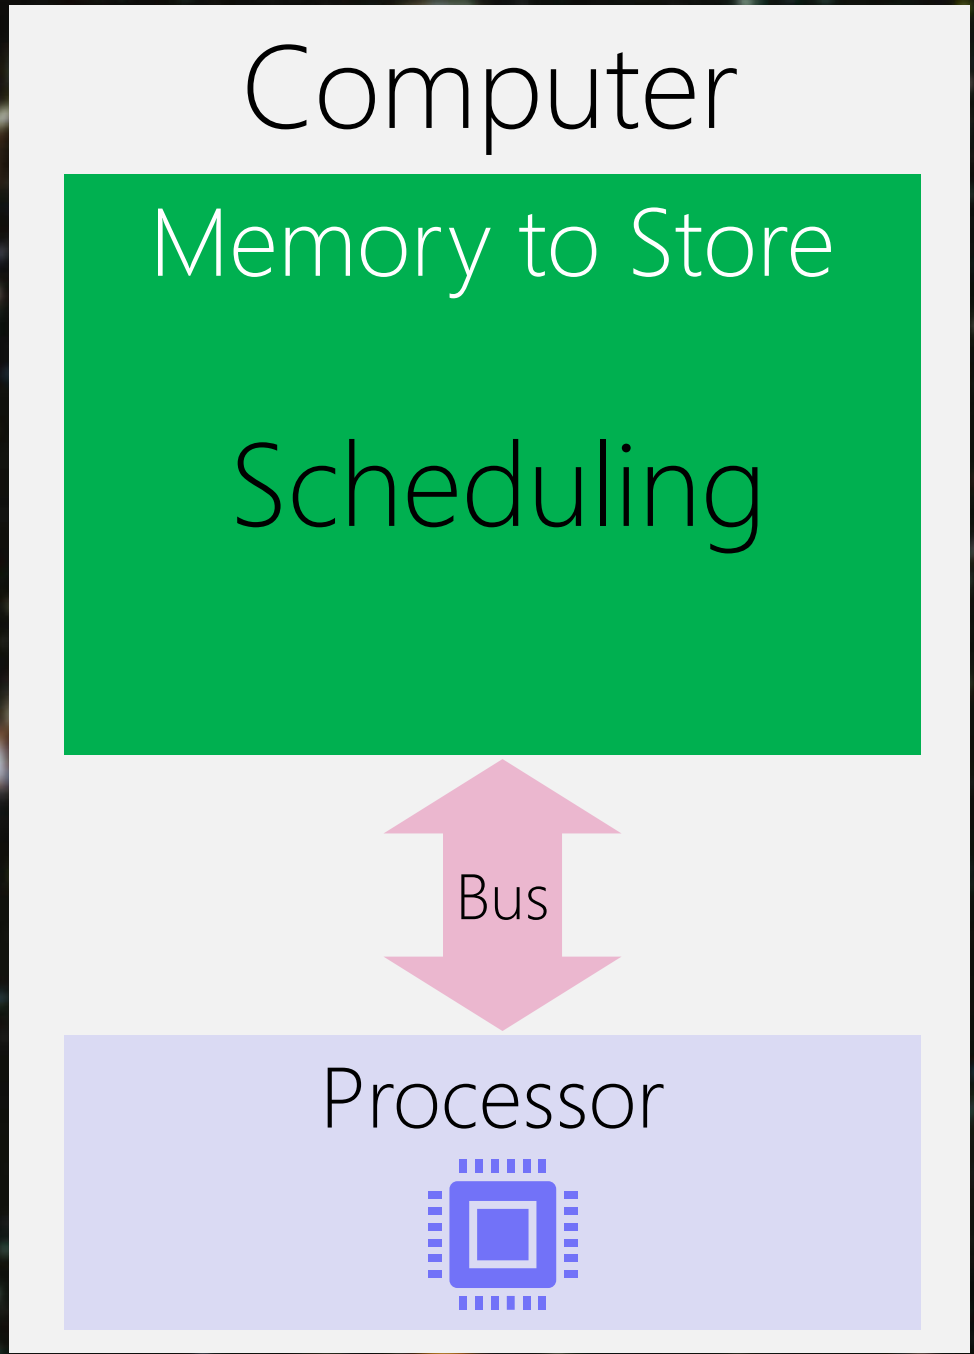 Computer
Memory to Store
Scheduling
Bus
Processor